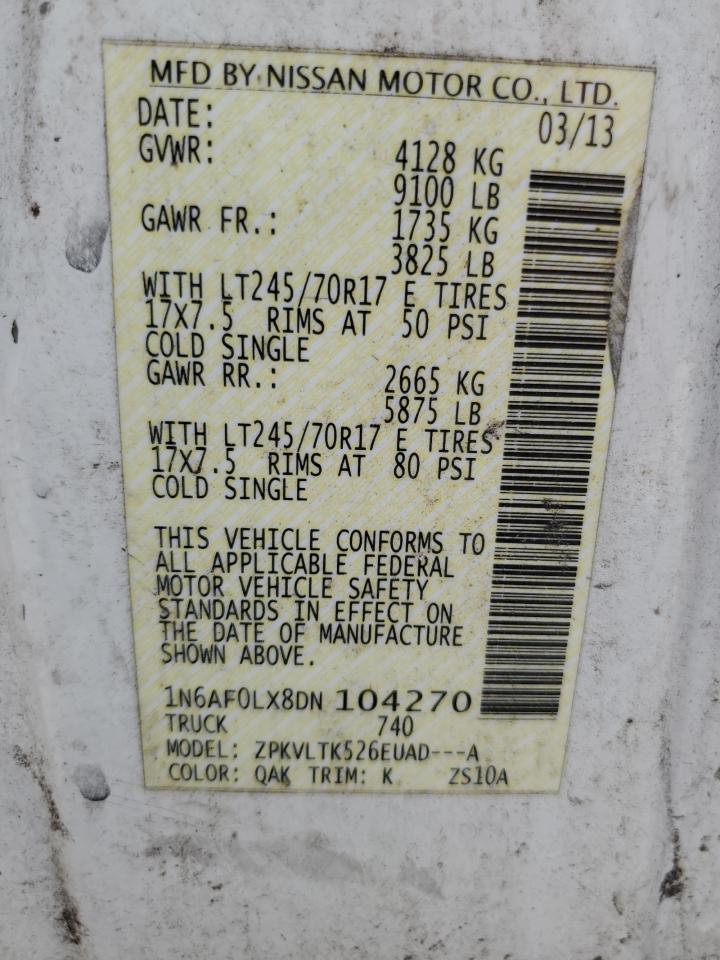 MFD BY NISSAN MOTOR CO., LTD.
DATE: 03/13
GVWR: 4128 KG
9100 LB
GAWR FR.: 1735 KG
3825 LB
WITH LT245/70R17 E TIRES
17X7.5 RIMS AT 50 PSI
COLD SINGLE
GAWR RR.: 2665 KG
5875 LB
WITH LT245/70R17 E TIRES
17X7.5 RIMS AT 80 PSI
COLD SINGLE
THIS VEHICLE CONFORMS TO
ALL APPLICABLE FEDERAL
MOTOR VEHICLE SAFETY
STANDARDS IN EFFECT ON
THE DATE OF MANUFACTURE
SHOWN ABOVE.
1N6AF0LX8DN 104270
TRUCK 740
MODEL: ZPKVLTK526EUAD---A
COLOR: QAK TRIM: K ZS10A